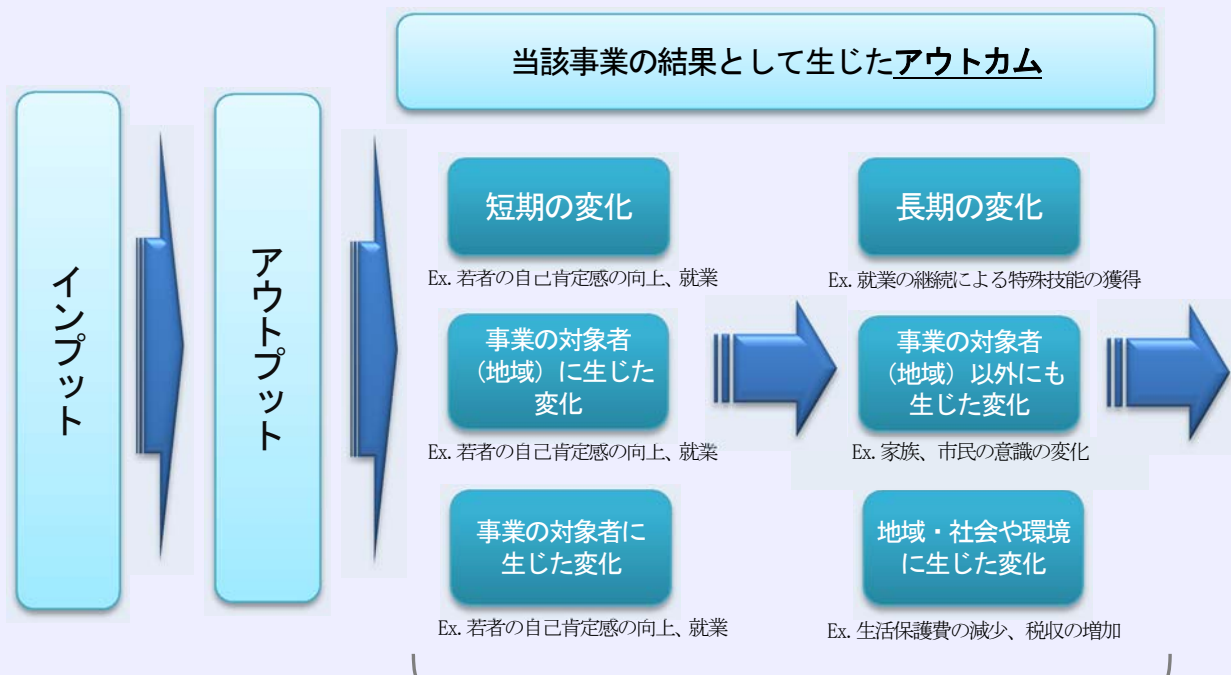 当該事業の結果として生じたアウトカム
インプット
アウトプット
短期の変化
Ex. 若者の自己肯定感の向上、就業
事業の対象者
（地域）に生じた
変化
Ex. 若者の自己肯定感の向上、就業
事業の対象者に
生じた変化
Ex. 若者の自己肯定感の向上、就業
長期の変化
Ex. 就業の継続による特殊技能の獲得
事業の対象者
（地域）以外にも
生じた変化
Ex. 家族、市民の意識の変化
地域・社会や環境
に生じた変化
Ex. 生活保護費の減少、税収の増加